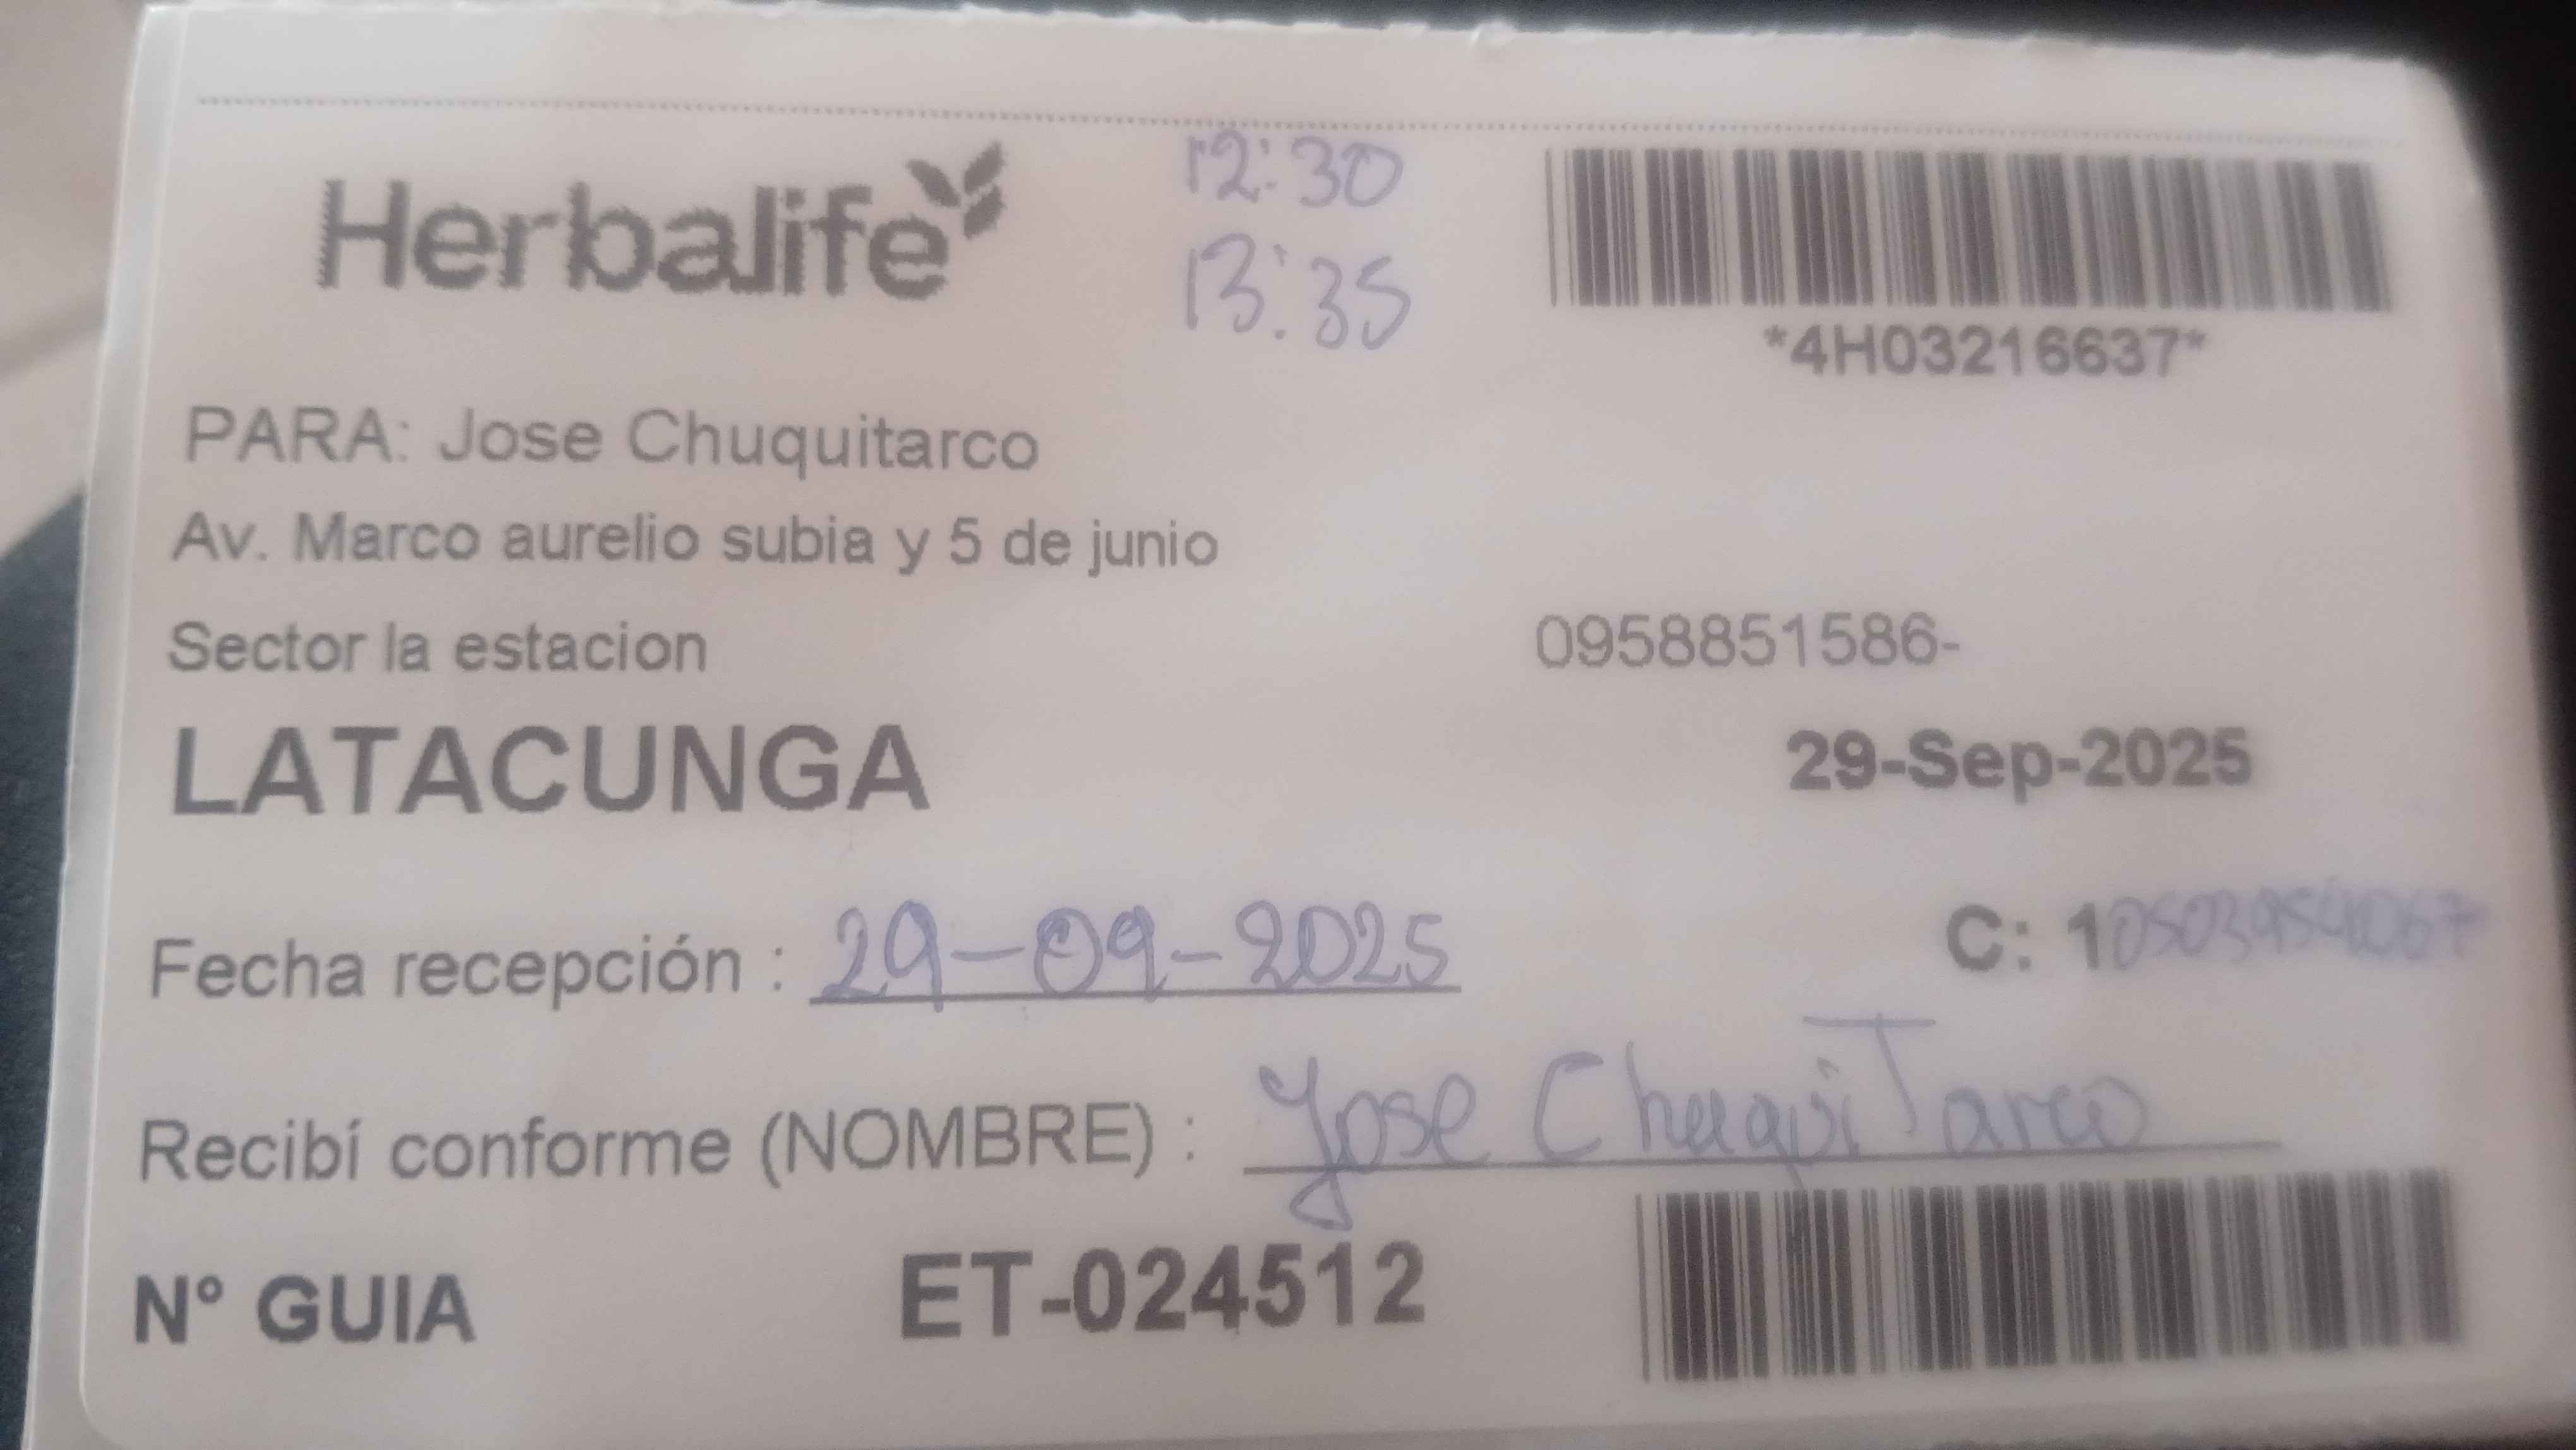 Herbalife
12:30
13:35
*4H03216637*
PARA: Jose Chuquitarco
Av. Marco aurelio subia y 5 de junio
Sector la estacion
0958851586-
LATACUNGA
29-Sep-2025
Fecha recepción : 29-09-2025
C: 1
Recibí conforme (NOMBRE) : Jose ChuquiTarco
N° GUIA
ET-024512